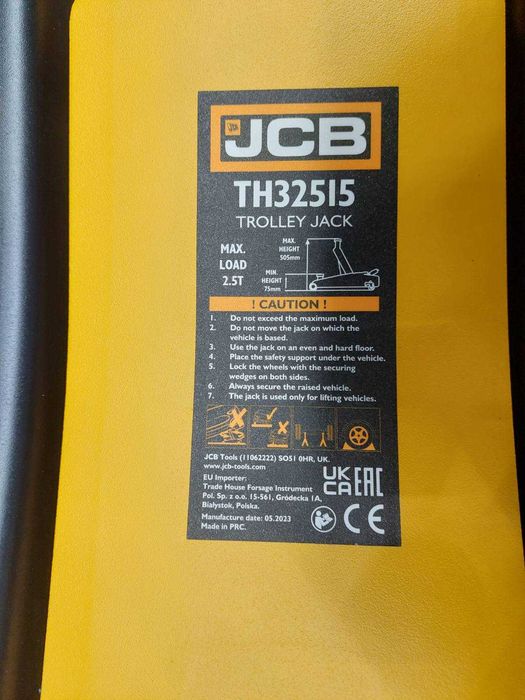 JCB
TH32515
TROLLEY JACK
MAX.
LOAD
2.5T
MAX.
HEIGHT
505mm
MIN.
HEIGHT
75mm
! CAUTION !
1. Do not exceed the maximum load.
2. Do not move the jack on which the
vehicle is based.
3. Use the jack on an even and hard floor.
4. Place the safety support under the vehicle.
5. Lock the wheels with the securing
wedges on both sides.
6. Always secure the raised vehicle.
7. The jack is used only for lifting vehicles.
JCB Tools (11062222) SO51 0HR, UK.
www.jcb-tools.com
EU Importer:
Trade House Forsage Instrument
Pol. Sp. z o.o. 15-561, Gródecka 1A,
Białystok, Polska.
Manufacture date: 05.2023
Made in PRC.
UK
CA
EAC
CE